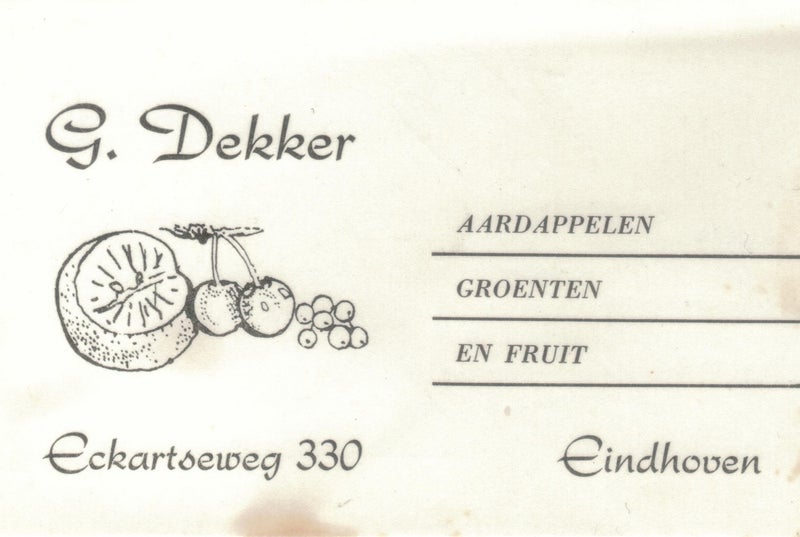 G. Dekker
AARDAPPELEN
GROENTEN
EN FRUIT
Eckartseweg 330
Eindhoven